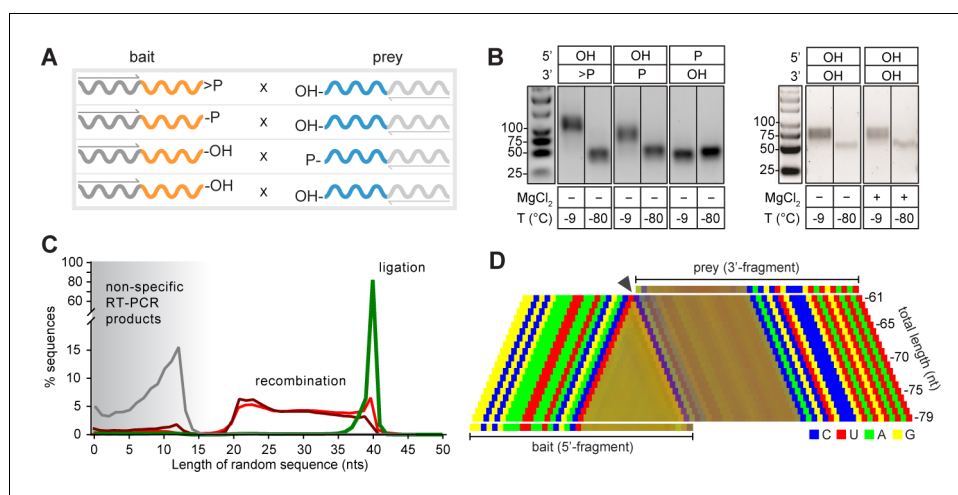 A
bait
prey
>P
x
OH-
-P
x
OH-
-OH
x
P-
-OH
x
OH-
B
5'
OH
OH
P
3'
>P
P
OH
100
75
50
25
MgCl2
–
–
–
–
–
–
T (°C)
-9
-80
-9
-80
-9
-80
5'
OH
OH
3'
OH
OH
100
75
50
25
MgCl2
–
–
+
+
T (°C)
-9
-80
-9
-80
C
% sequences
100
80
60
15
10
5
0
non-specific
RT-PCR
products
recombination
ligation
0 5 10 15 20 25 30 35 40 45 50
Length of random sequence (nts)
D
prey (3'-fragment)
-61
-65
-70
-75
-79
total length (nt)
bait (5'-fragment)
C U A G